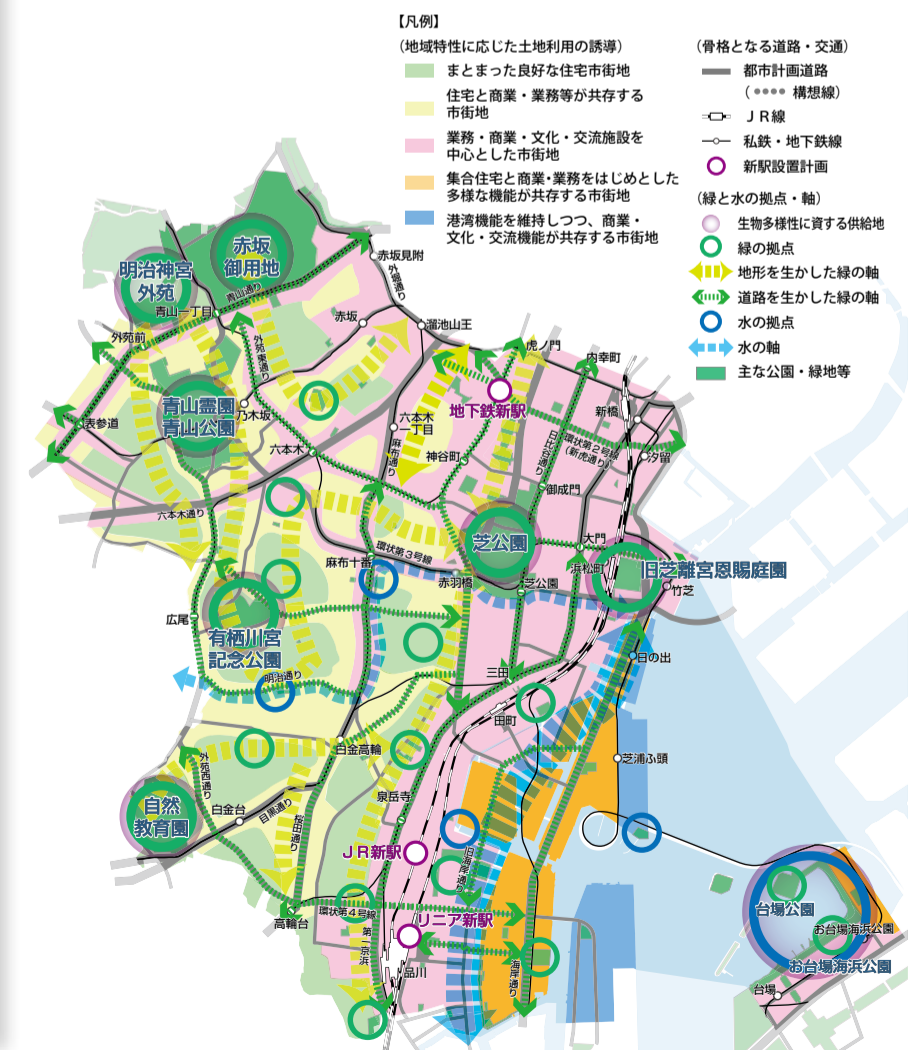 【凡例】
（地域特性に応じた土地利用の誘導）
まとまった良好な住宅市街地
住宅と商業・業務等が共存する
市街地
業務・商業・文化・交流施設を
中心とした市街地
集合住宅と商業・業務をはじめとした
多様な機能が共存する市街地
港湾機能を維持しつつ、商業・
文化・交流機能が共存する市街地
（骨格となる道路・交通）
都市計画道路
（ 構想線）
ＪＲ線
私鉄・地下鉄線
新駅設置計画
（緑と水の拠点・軸）
生物多様性に資する供給地
緑の拠点
地形を生かした緑の軸
道路を生かした緑の軸
水の拠点
水の軸
主な公園・緑地等
赤坂
御用地
明治神宮
外苑
赤坂見附
外堀通り
青山通り
青山一丁目
外苑前
外苑東通り
赤坂
溜池山王
虎ノ門
内幸町
地下鉄新駅
新橋
青山霊園
青山公園
乃木坂
表参道
六本木
一丁目
麻布通り
六本木
神谷町
日比谷通り
環状第２号線
（新虎通り）
汐留
御成門
六本木通り
芝公園
大門
浜松町
環状第３号線
麻布十番
赤羽橋
芝公園
旧芝離宮恩賜庭園
竹芝
広尾
有栖川宮
記念公園
明治通り
三田
日の出
田町
白金高輪
芝浦ふ頭
外苑西通り
自然
教育園
白金台
目黒通り
桜田通り
泉岳寺
ＪＲ新駅
旧海岸通り
高輪台
環状第４号線
リニア新駅
第一京浜
品川
海岸通り
台場公園
お台場海浜公園
お台場海浜公園
台場